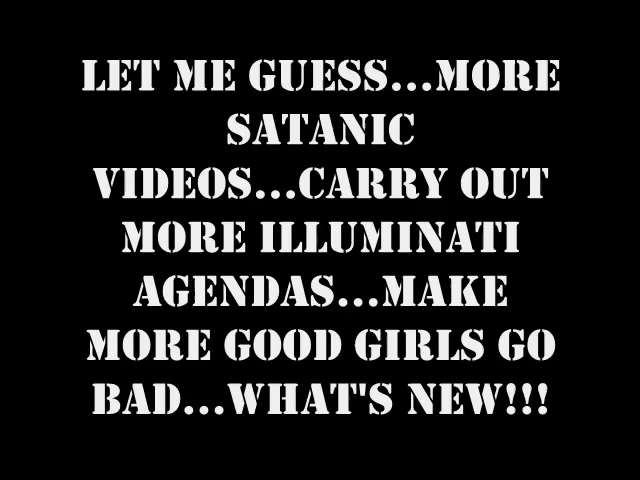 LET ME GUESS...MORE
SATANIC
VIDEOS...CARRY OUT
MORE ILLUMINATI
AGENDAS...MAKE
MORE GOOD GIRLS GO
BAD...WHAT'S NEW!!!